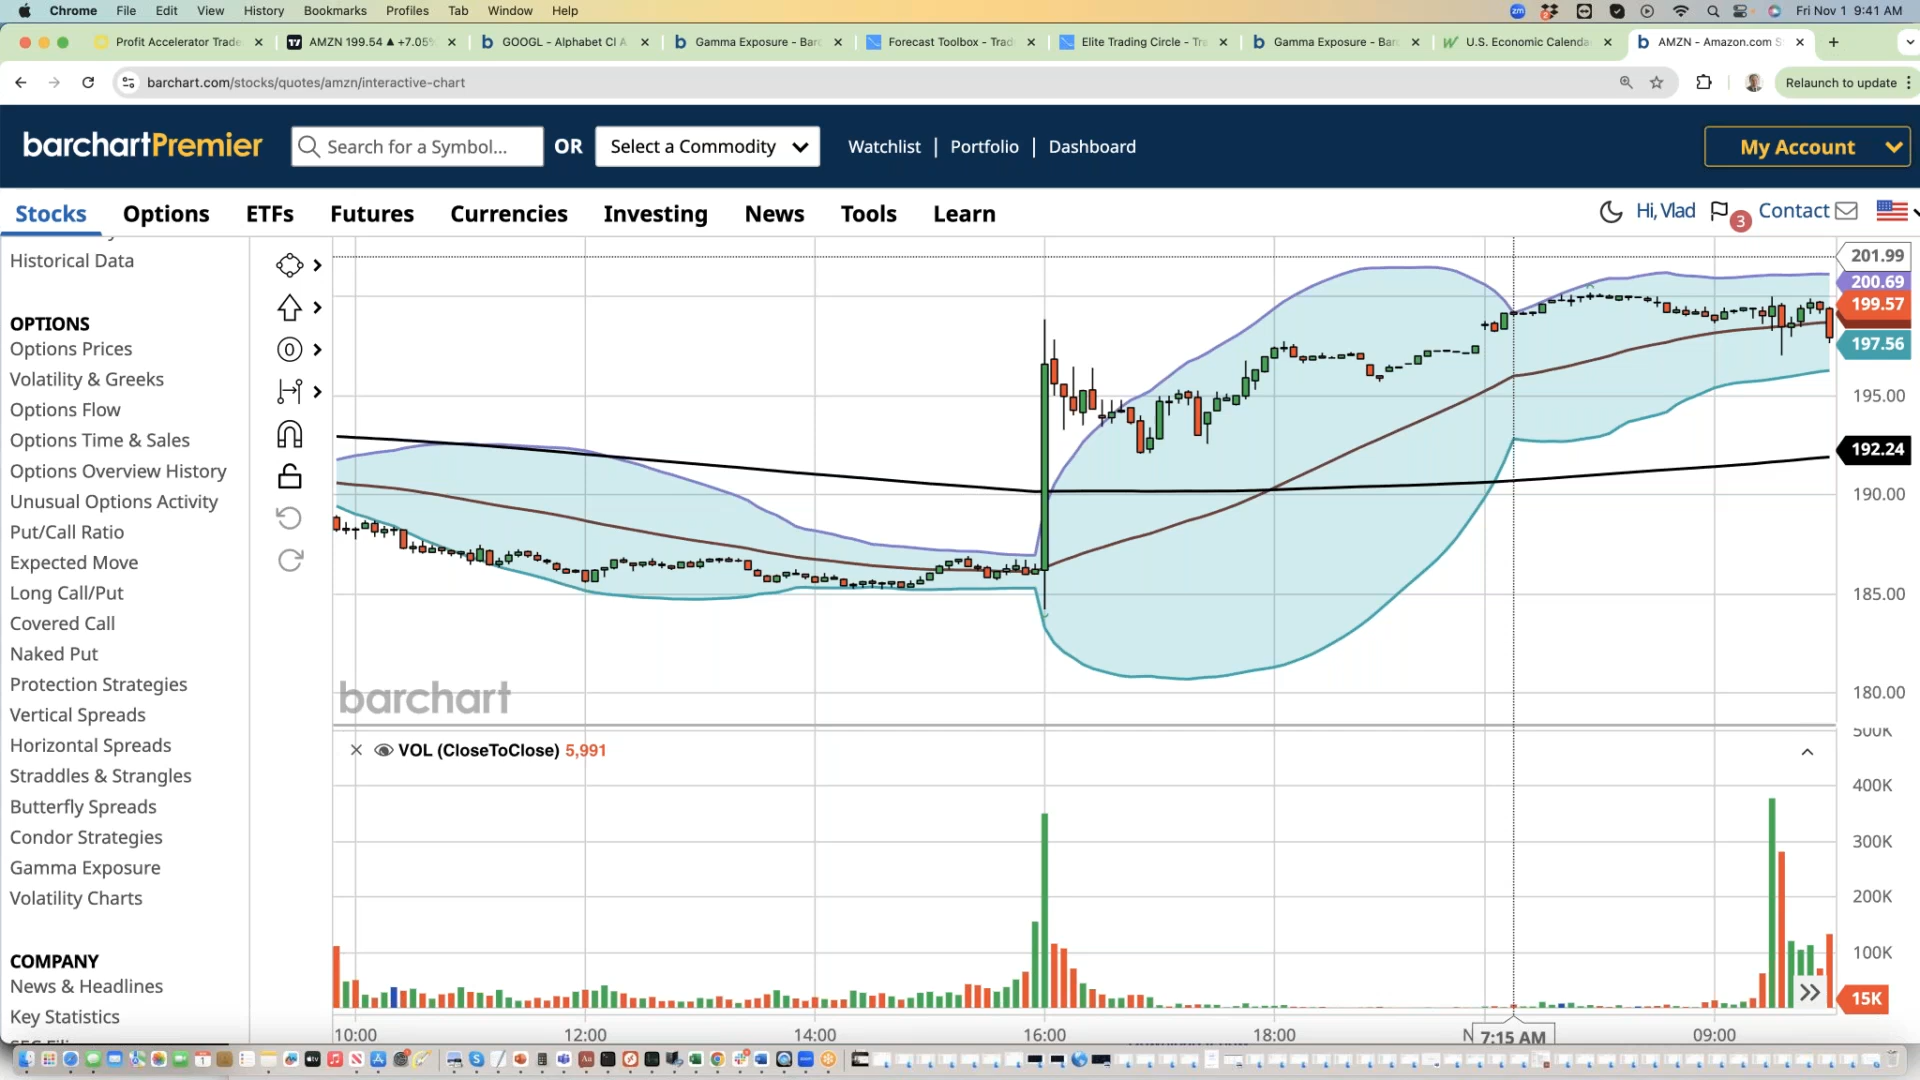 Chrome File Edit View History Bookmarks Profiles Tab Window Help zm Fri Nov 1 9:41 AM
Profit Accelerator Trade AMZN 199.54 ▲ +7.05% GOOGL - Alphabet Cl A Gamma Exposure - Barc Forecast Toolbox - Trad Elite Trading Circle - Tra Gamma Exposure - Barc U.S. Economic Calenda AMZN - Amazon.com S
barchart.com/stocks/quotes/amzn/interactive-chart Relaunch to update
barchartPremier Search for a Symbol... OR Select a Commodity Watchlist | Portfolio | Dashboard My Account
Stocks Options ETFs Futures Currencies Investing News Tools Learn Hi, Vlad 3 Contact
Historical Data
OPTIONS
Options Prices
Volatility & Greeks
Options Flow
Options Time & Sales
Options Overview History
Unusual Options Activity
Put/Call Ratio
Expected Move
Long Call/Put
Covered Call
Naked Put
Protection Strategies
Vertical Spreads
Horizontal Spreads
Straddles & Strangles
Butterfly Spreads
Condor Strategies
Gamma Exposure
Volatility Charts
COMPANY
News & Headlines
Key Statistics
201.99
200.69
199.57
197.56
195.00
192.24
190.00
185.00
180.00
barchart
VOL (CloseToClose) 5,991
500K
400K
300K
200K
100K
15K
10:00 12:00 14:00 16:00 18:00 N 7:15 AM 09:00